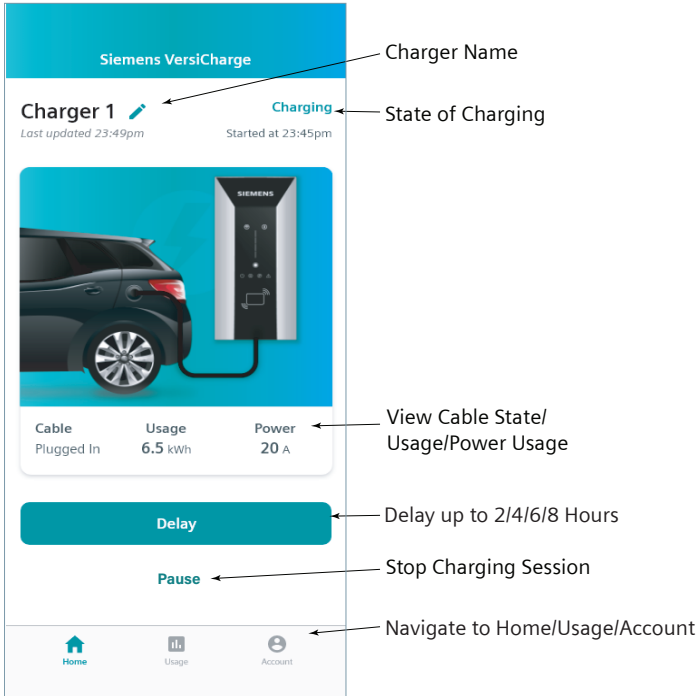 Siemens VersiCharge
Charger Name
Charger 1
Charging
State of Charging
Last updated 23:49pm
Started at 23:45pm
SIEMENS
Cable
Usage
Power
Plugged In
6.5 kWh
20 A
View Cable State/
Usage/Power Usage
Delay
Delay up to 2/4/6/8 Hours
Pause
Stop Charging Session
Navigate to Home/Usage/Account
Home
Usage
Account